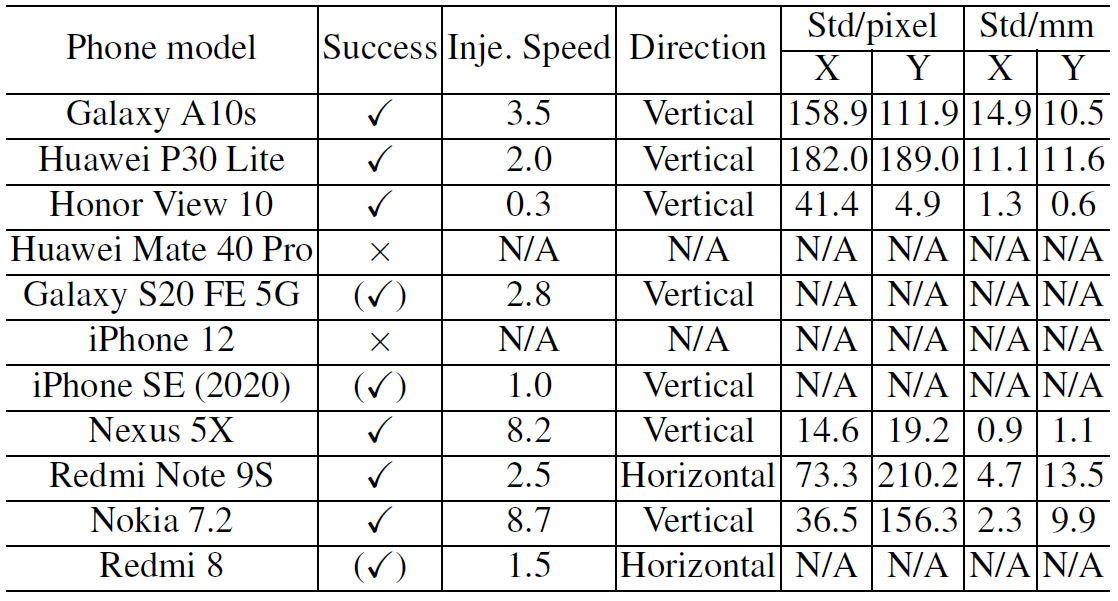 Phone model Success Inje. Speed Direction Std/pixel Std/mm
X Y X Y
Galaxy A10s ✓ 3.5 Vertical 158.9 111.9 14.9 10.5
Huawei P30 Lite ✓ 2.0 Vertical 182.0 189.0 11.1 11.6
Honor View 10 ✓ 0.3 Vertical 41.4 4.9 1.3 0.6
Huawei Mate 40 Pro × N/A N/A N/A N/A N/A N/A
Galaxy S20 FE 5G (✓) 2.8 Vertical N/A N/A N/A N/A
iPhone 12 × N/A N/A N/A N/A N/A N/A
iPhone SE (2020) (✓) 1.0 Vertical N/A N/A N/A N/A
Nexus 5X ✓ 8.2 Vertical 14.6 19.2 0.9 1.1
Redmi Note 9S ✓ 2.5 Horizontal 73.3 210.2 4.7 13.5
Nokia 7.2 ✓ 8.7 Vertical 36.5 156.3 2.3 9.9
Redmi 8 (✓) 1.5 Horizontal N/A N/A N/A N/A